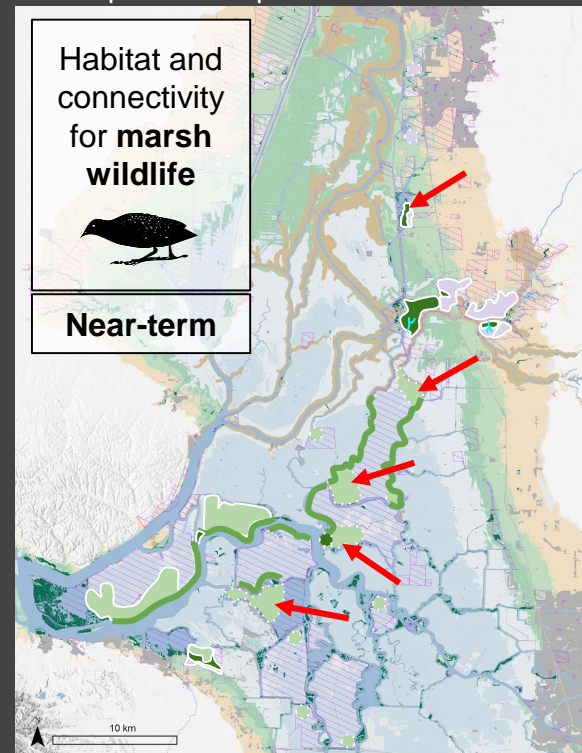 Habitat and
connectivity
for marsh
wildlife
Near-term
10 km